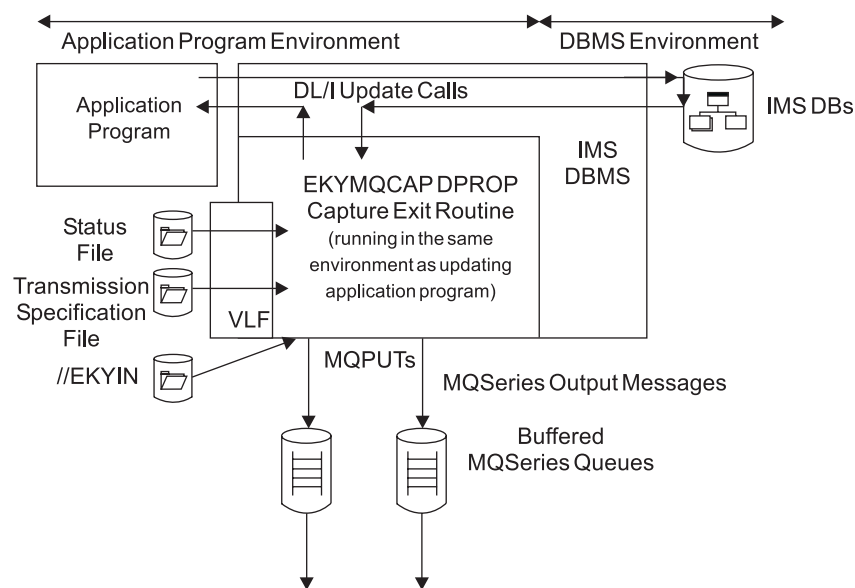 Application Program Environment
DBMS Environment
DL/I Update Calls
Application
Program
IMS DBs
IMS
DBMS
EKYMQCAP DPROP
Capture Exit Routine
(running in the same
environment as updating
application program)
Status
File
Transmission
Specification
File
VLF
//EKYIN
MQPUTs
MQSeries Output Messages
Buffered
MQSeries Queues